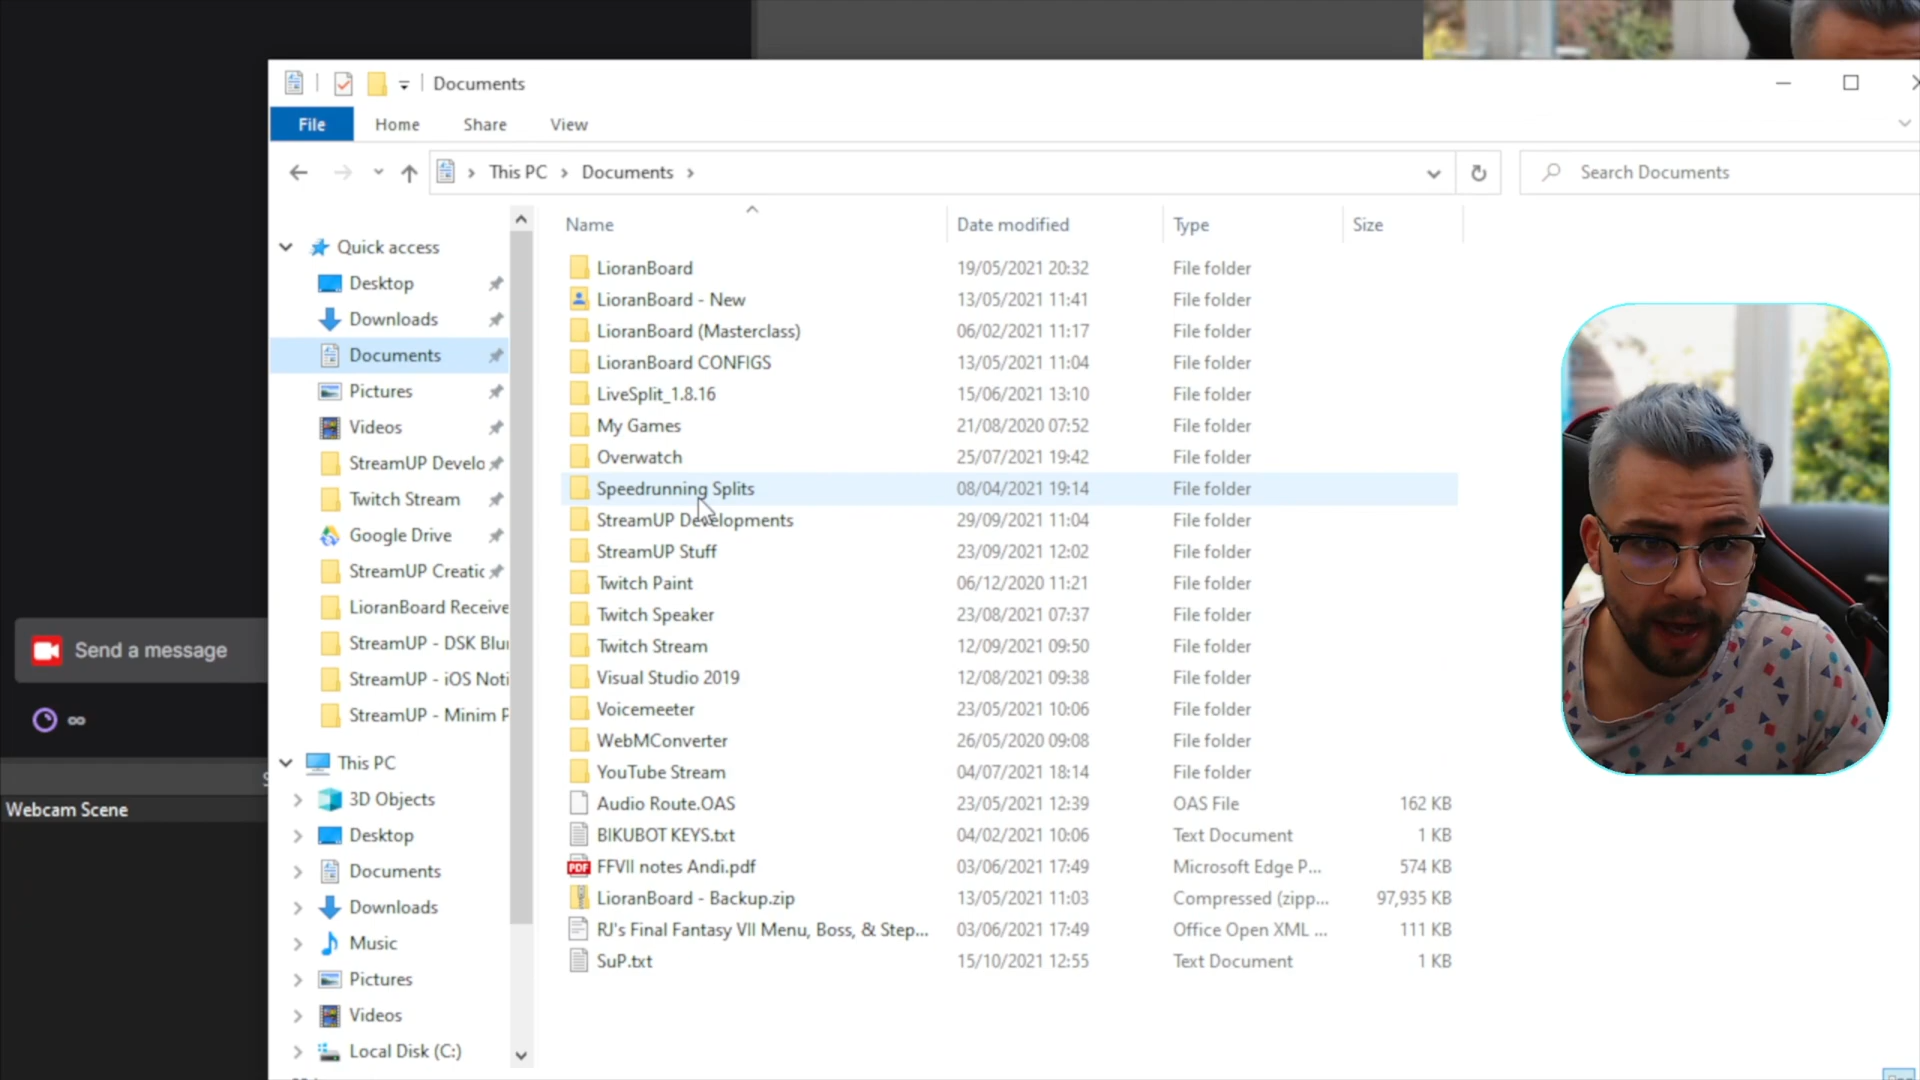 Documents
File Home Share View
This PC Documents Search Documents
Name Date modified Type Size
Quick access
Desktop
Downloads
Documents
Pictures
Videos
StreamUP Develo
Twitch Stream
Google Drive
StreamUP Creatic
LioranBoard Receive
StreamUP - DSK Blu
StreamUP - iOS Noti
StreamUP - Minim P
This PC
3D Objects
Desktop
Documents
Downloads
Music
Pictures
Videos
Local Disk (C:)
LioranBoard 19/05/2021 20:32 File folder
LioranBoard - New 13/05/2021 11:41 File folder
LioranBoard (Masterclass) 06/02/2021 11:17 File folder
LioranBoard CONFIGS 13/05/2021 11:04 File folder
LiveSplit_1.8.16 15/06/2021 13:10 File folder
My Games 21/08/2020 07:52 File folder
Overwatch 25/07/2021 19:42 File folder
Speedrunning Splits 08/04/2021 19:14 File folder
StreamUP Developments 29/09/2021 11:04 File folder
StreamUP Stuff 23/09/2021 12:02 File folder
Twitch Paint 06/12/2020 11:21 File folder
Twitch Speaker 23/08/2021 07:37 File folder
Twitch Stream 12/09/2021 09:50 File folder
Visual Studio 2019 12/08/2021 09:38 File folder
Voicemeeter 23/05/2021 10:06 File folder
WebMConverter 26/05/2020 09:08 File folder
YouTube Stream 04/07/2021 18:14 File folder
Audio Route.OAS 23/05/2021 12:39 OAS File 162 KB
BIKUBOT KEYS.txt 04/02/2021 10:06 Text Document 1 KB
FFVII notes Andi.pdf 03/06/2021 17:49 Microsoft Edge P... 574 KB
LioranBoard - Backup.zip 13/05/2021 11:03 Compressed (zipp... 97,935 KB
RJ's Final Fantasy VII Menu, Boss, & Step... 03/06/2021 17:49 Office Open XML ... 111 KB
SuP.txt 15/10/2021 12:55 Text Document 1 KB
Send a message
∞
Webcam Scene